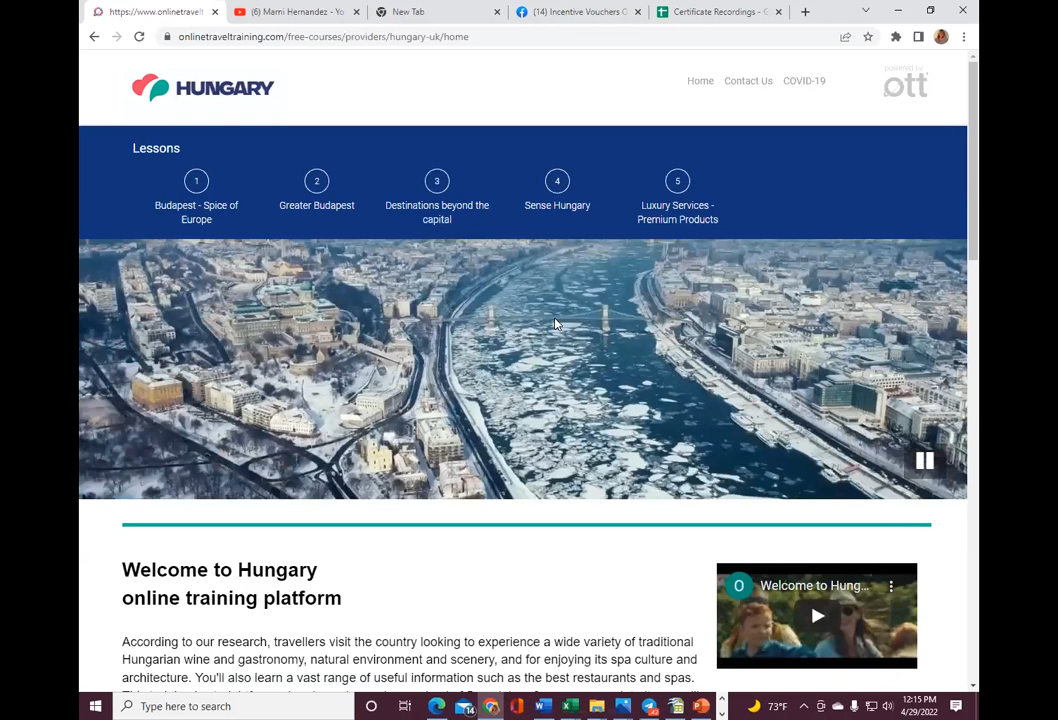 https://www.onlinetravelt
(6) Mami Hernandez - Yo
New Tab
(14) Incentive Vouchers O
Certificate Recordings - G
onlinetraveltraining.com/free-courses/providers/hungary-uk/home
HUNGARY
Home
Contact Us
COVID-19
powered by
ott
Lessons
1
2
3
4
5
Budapest - Spice of
Europe
Greater Budapest
Destinations beyond the
capital
Sense Hungary
Luxury Services -
Premium Products
Welcome to Hungary
online training platform
O
Welcome to Hung...
According to our research, travellers visit the country looking to experience a wide variety of traditional
Hungarian wine and gastronomy, natural environment and scenery, and for enjoying its spa culture and
architecture. You'll also learn a vast range of useful information such as the best restaurants and spas.
Type here to search
14
73°F
12:15 PM
4/29/2022